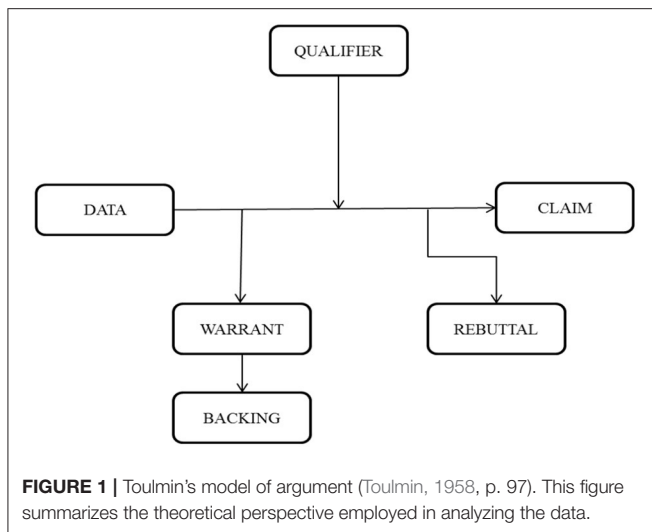 QUALIFIER
DATA
CLAIM
WARRANT
REBUTTAL
BACKING
FIGURE 1 | Toulmin's model of argument (Toulmin, 1958, p. 97). This figure
summarizes the theoretical perspective employed in analyzing the data.